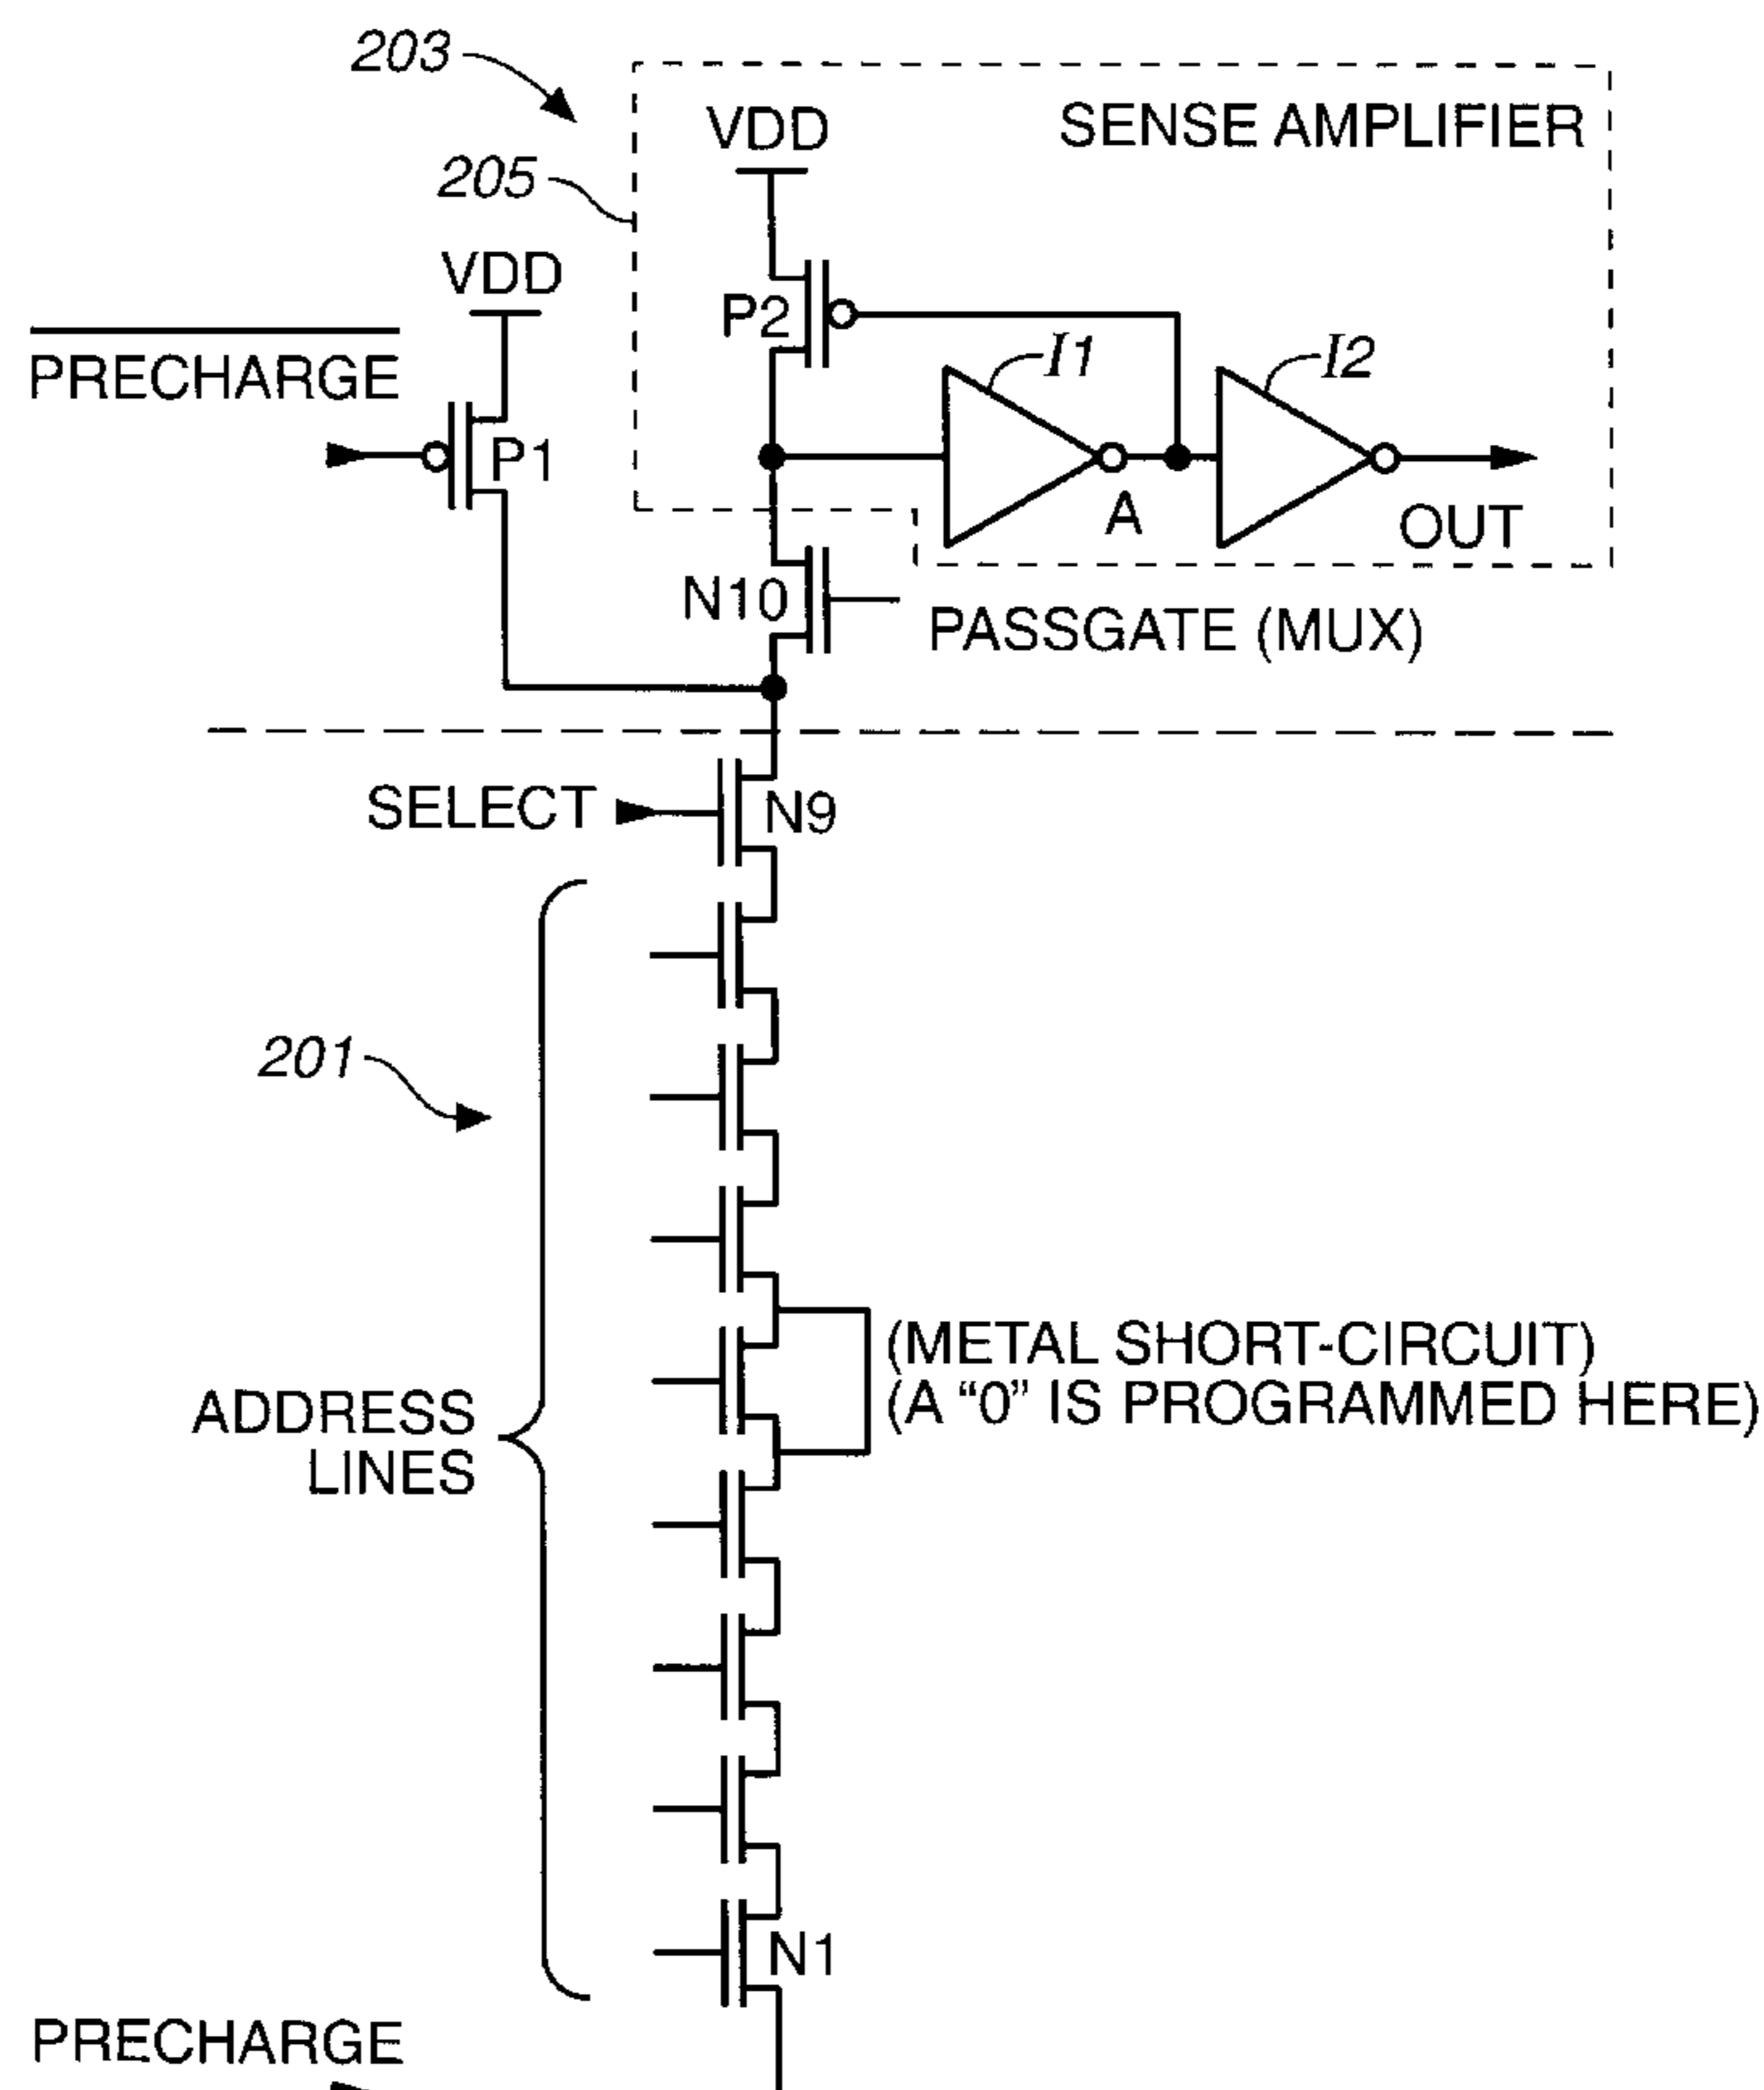 203
VDD
SENSE AMPLIFIER
205
VDD
P2
I1
I2
PRECHARGE
P1
A
OUT
N10
PASSGATE (MUX)
SELECT
N9
201
(METAL SHORT-CIRCUIT)
(A “0” IS PROGRAMMED HERE)
ADDRESS
LINES
N1
PRECHARGE